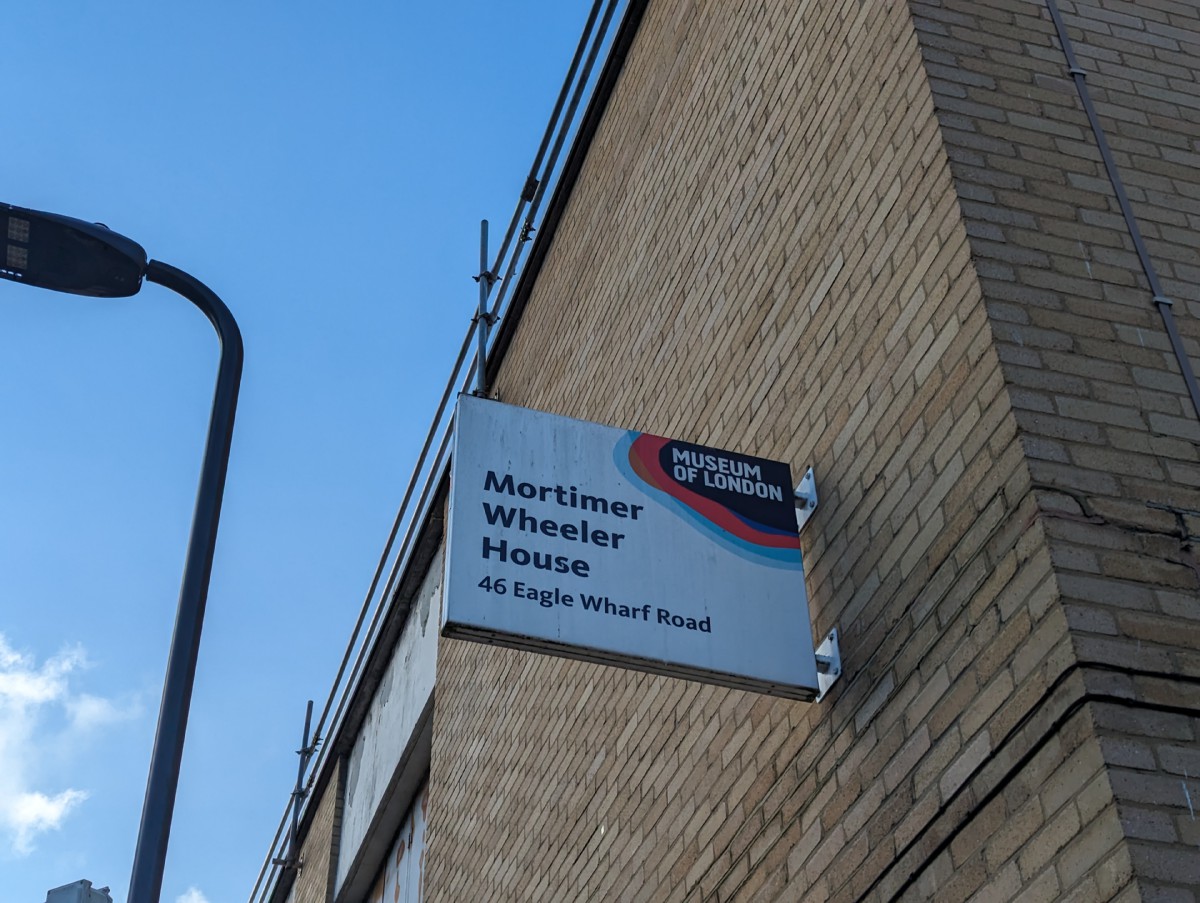 MUSEUM
OF LONDON
Mortimer
Wheeler
House
46 Eagle Wharf Road